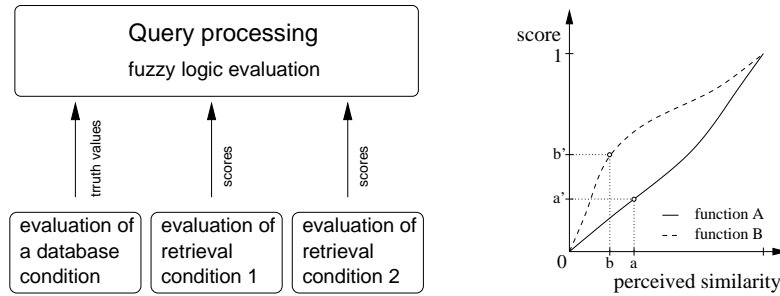 Query processing
fuzzy logic evaluation
trruth values
scores
scores
evaluation of
a database
condition
evaluation of
retrieval
condition 1
evaluation of
retrieval
condition 2
score
1
b'
a'
function A
function B
0
b
a
perceived similarity